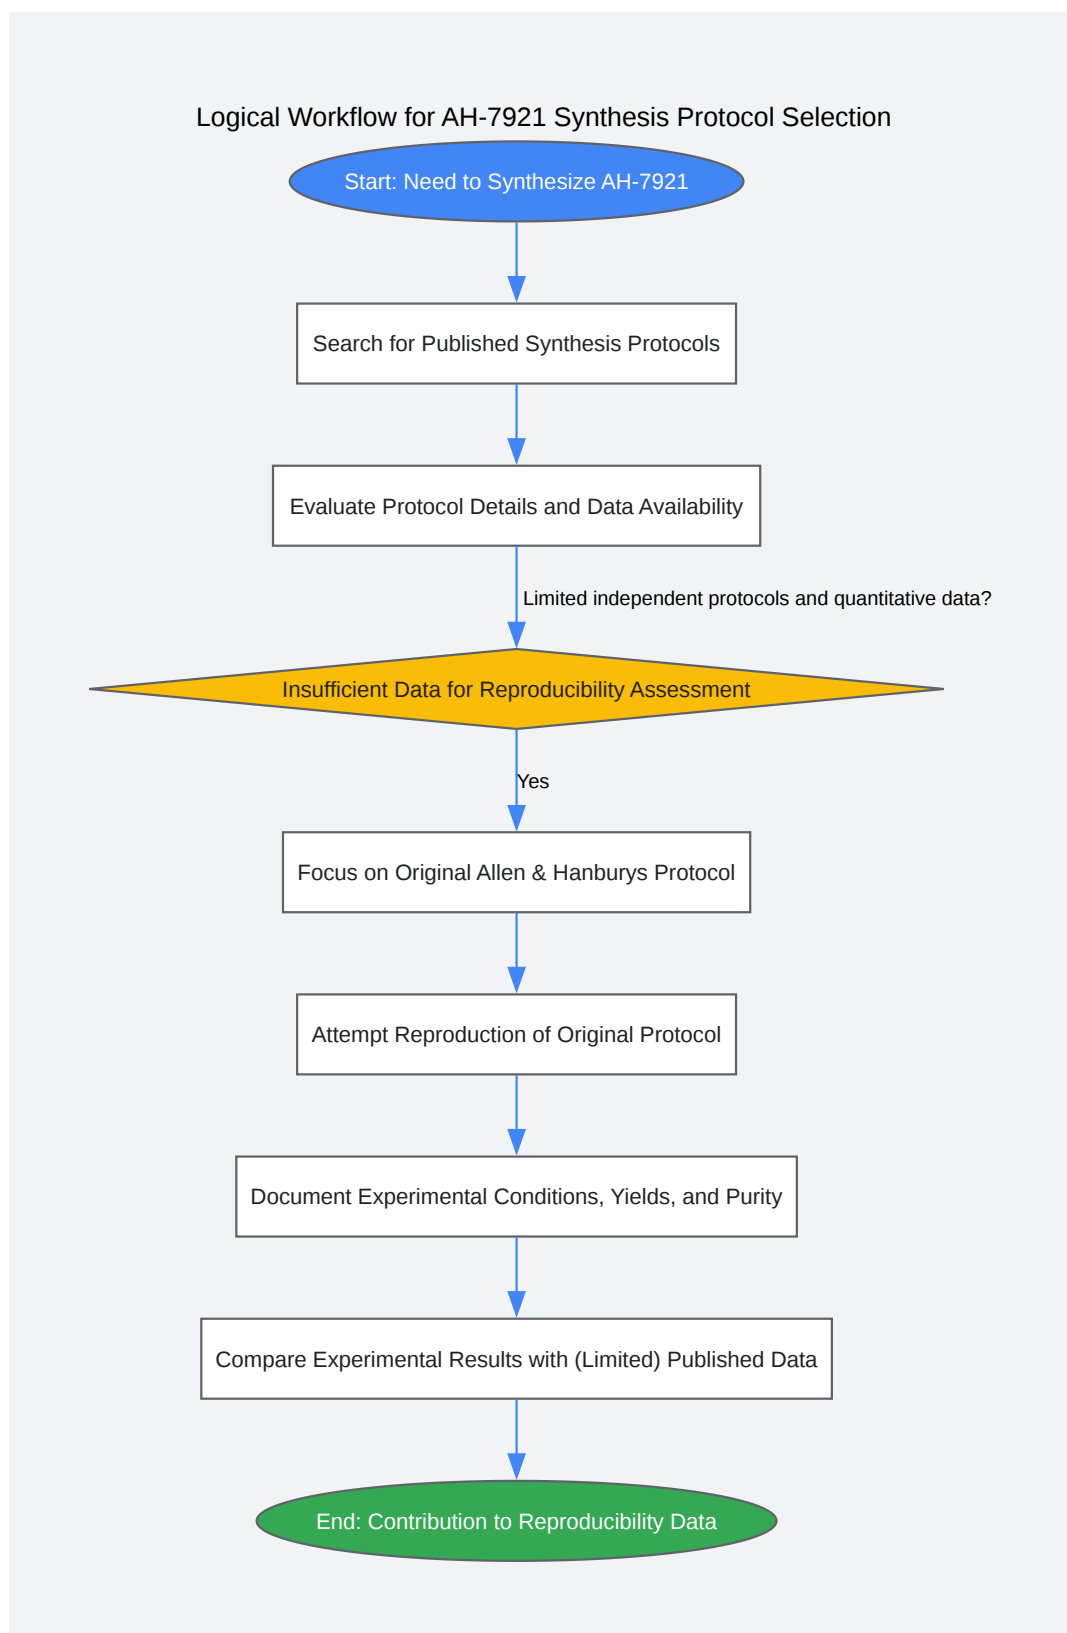 Logical Workflow for AH-7921 Synthesis Protocol Selection
Start: Need to Synthesize AH-7921
Search for Published Synthesis Protocols
Evaluate Protocol Details and Data Availability
Limited independent protocols and quantitative data?
Insufficient Data for Reproducibility Assessment
Yes
Focus on Original Allen & Hanburys Protocol
Attempt Reproduction of Original Protocol
Document Experimental Conditions, Yields, and Purity
Compare Experimental Results with (Limited) Published Data
End: Contribution to Reproducibility Data